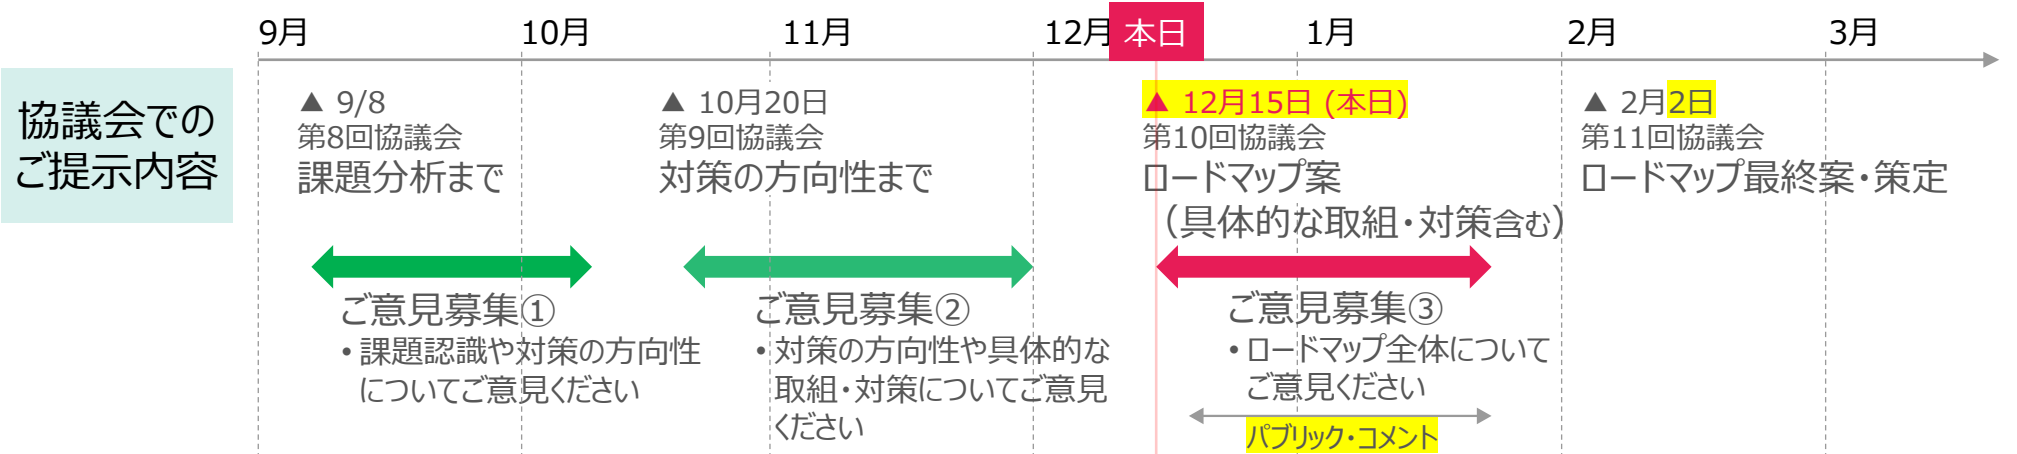 9月 10月 11月 12月 本日 1月 2月 3月
協議会での
ご提示内容
▲ 9/8
第8回協議会
課題分析まで
▲ 10月20日
第9回協議会
対策の方向性まで
▲ 12月15日 (本日)
第10回協議会
ロードマップ案
（具体的な取組・対策含む）
▲ 2月2日
第11回協議会
ロードマップ最終案・策定
ご意見募集①
• 課題認識や対策の方向性
についてご意見ください
ご意見募集②
• 対策の方向性や具体的な
取組・対策についてご意見
ください
ご意見募集③
• ロードマップ全体について
ご意見ください
パブリック・コメント